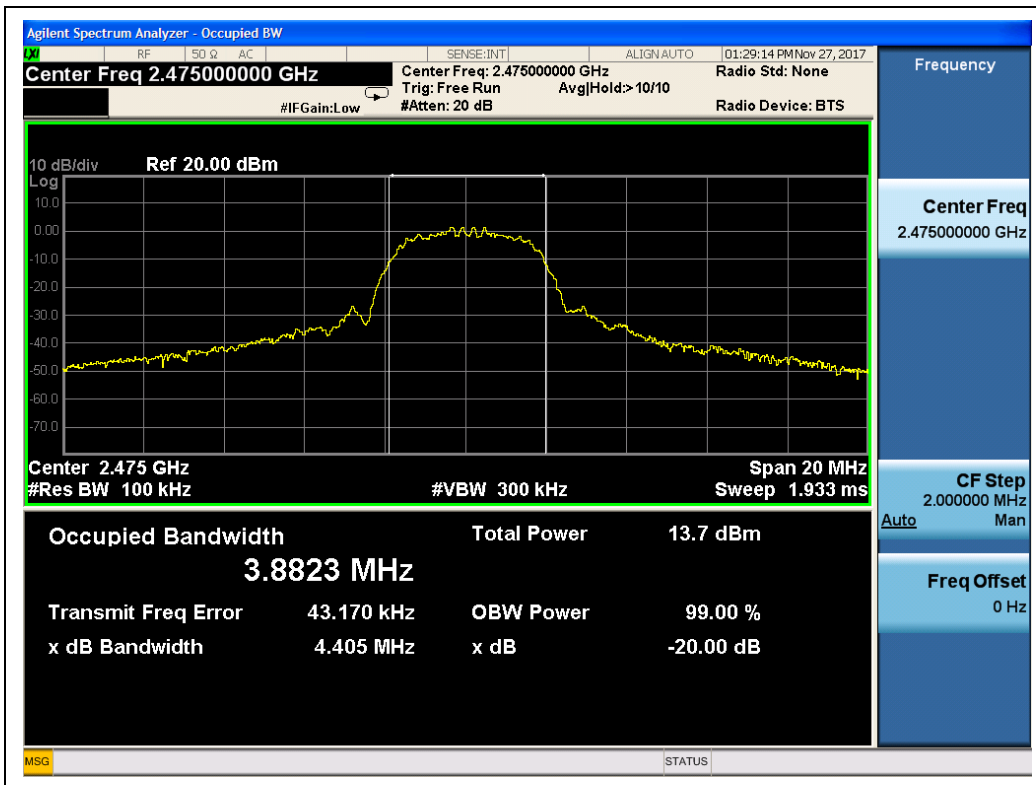 Agilent Spectrum Analyzer - Occupied BW
LXI RF 50 Ω AC SENSE:INT ALIGN AUTO 01:29:14 PM Nov 27, 2017
Center Freq 2.475000000 GHz
Center Freq: 2.475000000 GHz
Radio Std: None
Trig: Free Run Avg|Hold:> 10/10
#IFGain:Low
#Atten: 20 dB
Radio Device: BTS
10 dB/div Ref 20.00 dBm
Log
10.0
0.00
-10.0
-20.0
-30.0
-40.0
-50.0
-60.0
-70.0
Center 2.475 GHz Span 20 MHz
#Res BW 100 kHz #VBW 300 kHz Sweep 1.933 ms
Occupied Bandwidth Total Power 13.7 dBm
3.8823 MHz
Transmit Freq Error 43.170 kHz OBW Power 99.00 %
x dB Bandwidth 4.405 MHz x dB -20.00 dB
Frequency
Center Freq
2.475000000 GHz
CF Step
2.000000 MHz
Auto Man
Freq Offset
0 Hz
MSG STATUS